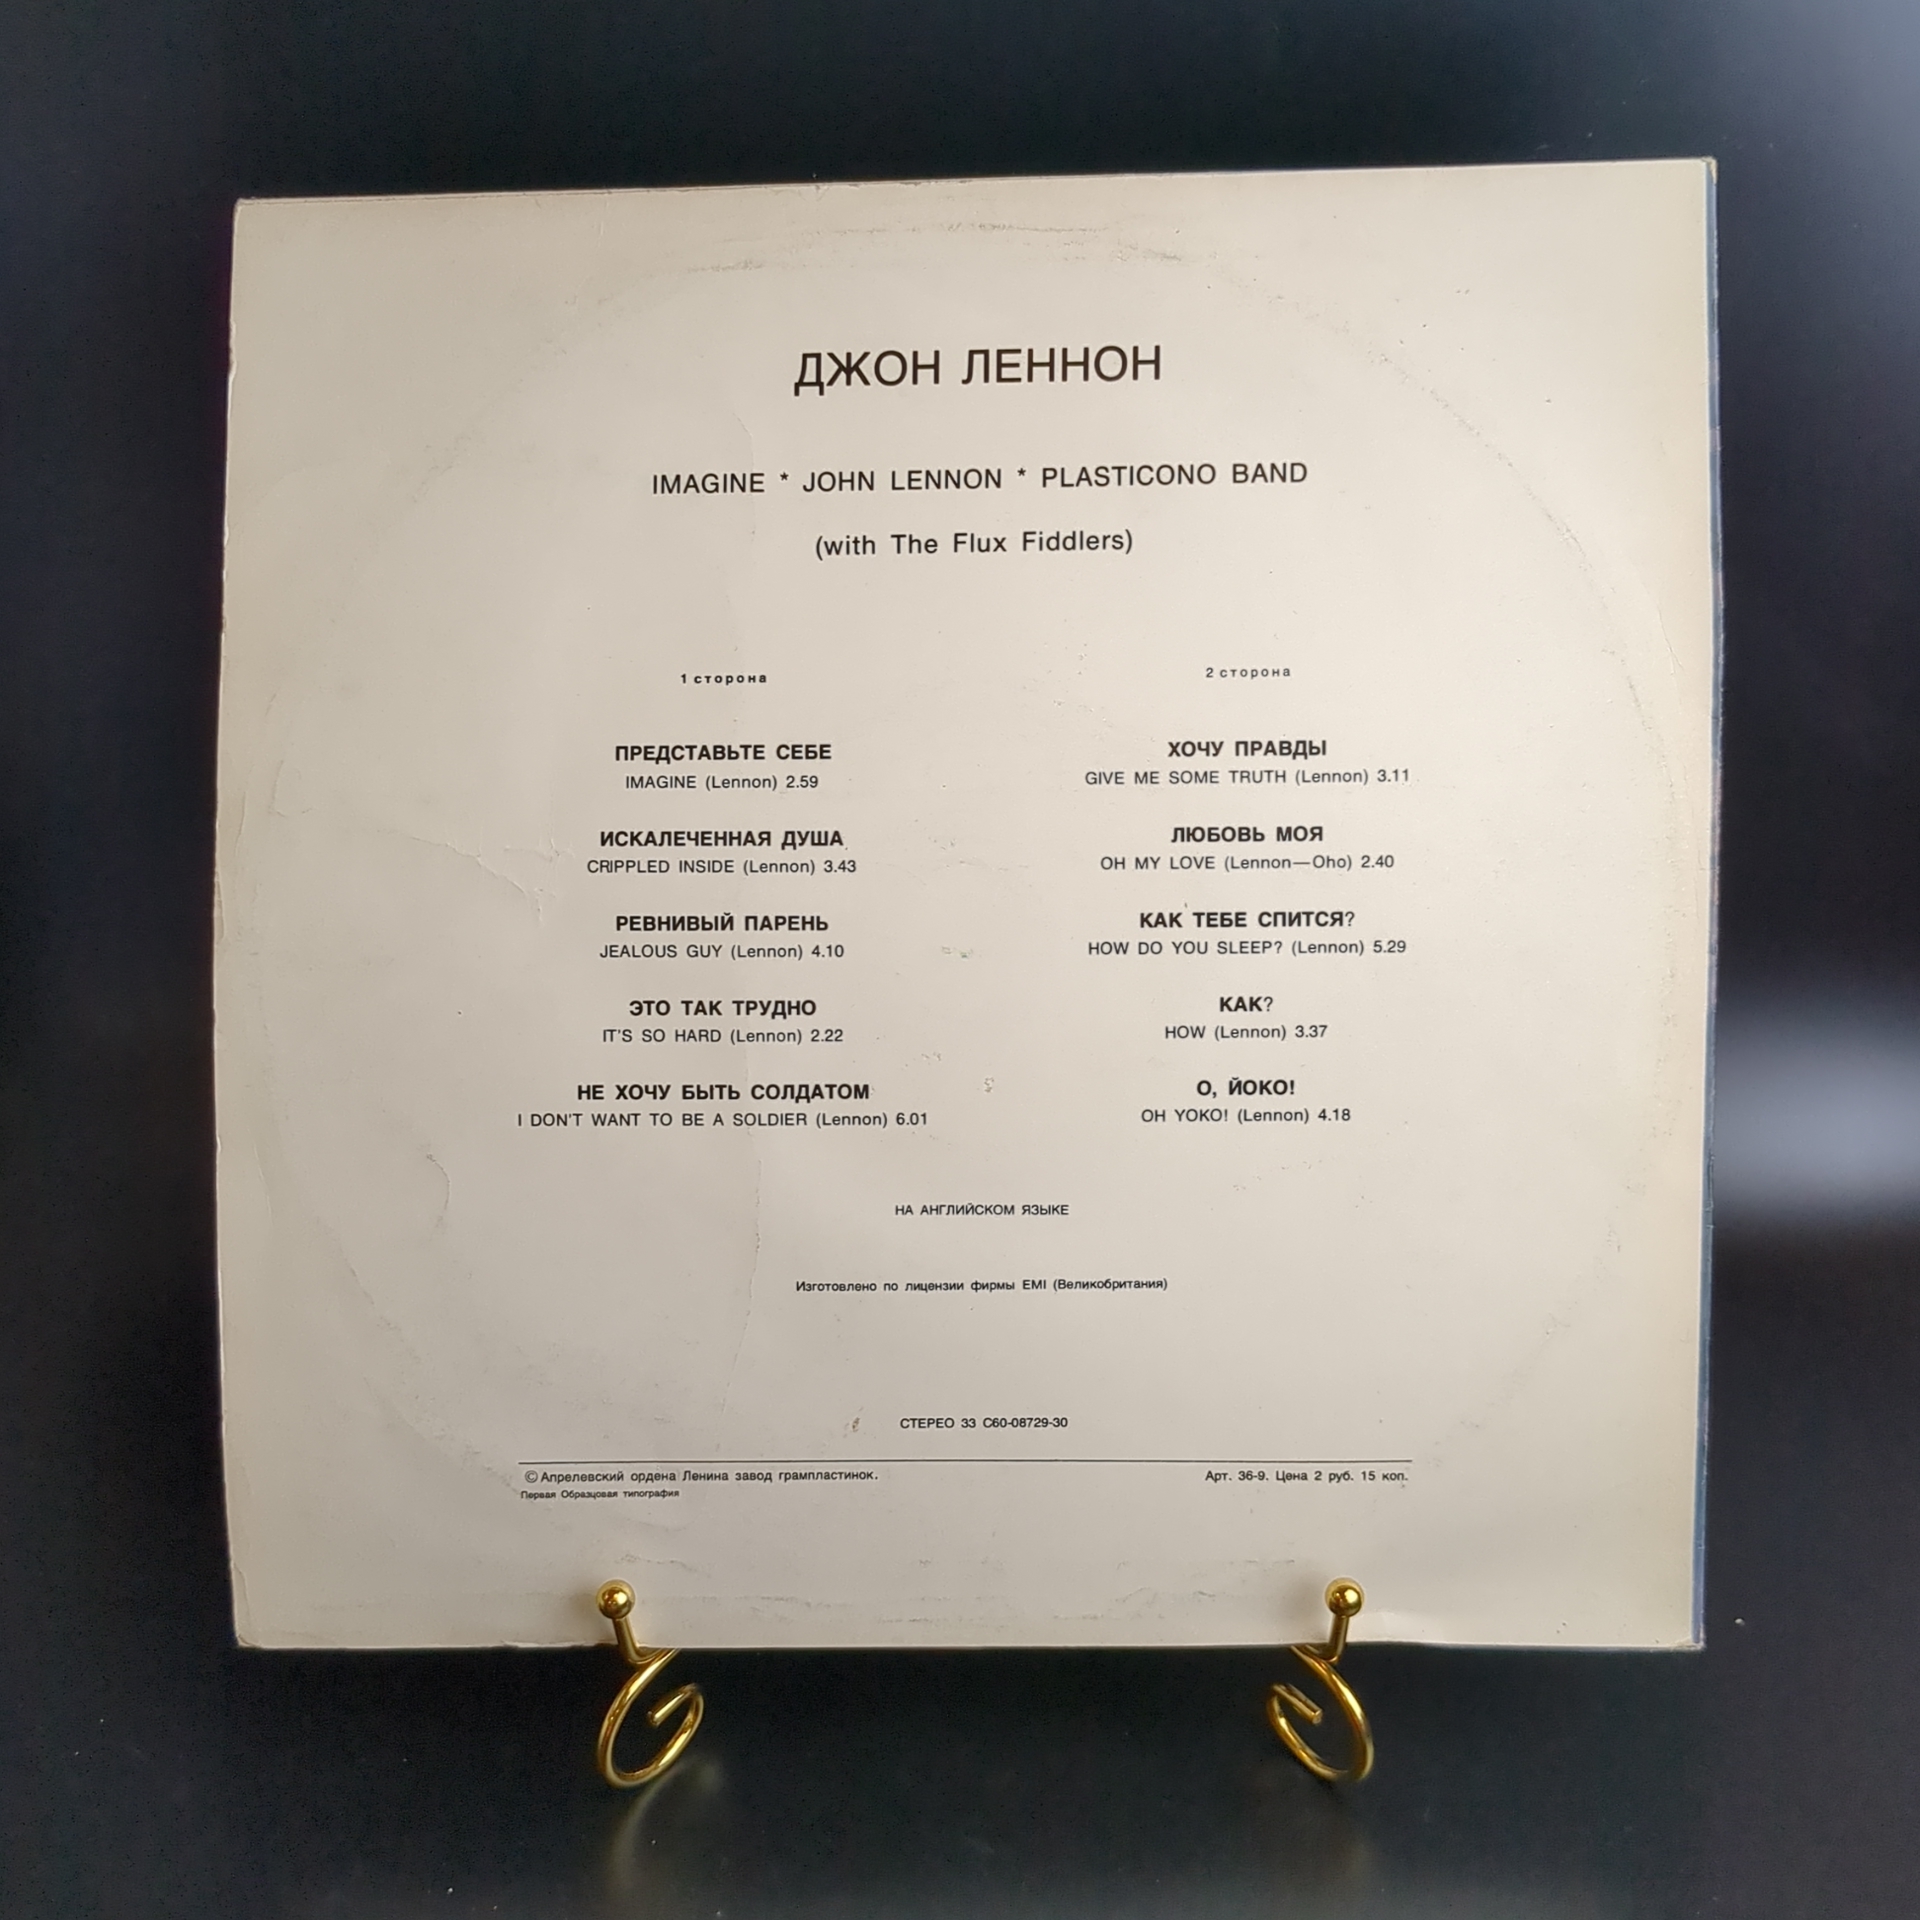 ДЖОН ЛЕННОН
IMAGINE * JOHN LENNON * PLASTICONO BAND
(with The Flux Fiddlers)
1 сторона
ПРЕДСТАВЬТЕ СЕБЕ
IMAGINE (Lennon) 2.59
ИСКАЛЕЧЕННАЯ ДУША
CRIPPLED INSIDE (Lennon) 3.43
РЕВНИВЫЙ ПАРЕНЬ
JEALOUS GUY (Lennon) 4.10
ЭТО ТАК ТРУДНО
IT'S SO HARD (Lennon) 2.22
НЕ ХОЧУ БЫТЬ СОЛДАТОМ
I DON'T WANT TO BE A SOLDIER (Lennon) 6.01
2 сторона
ХОЧУ ПРАВДЫ
GIVE ME SOME TRUTH (Lennon) 3.11
ЛЮБОВЬ МОЯ
OH MY LOVE (Lennon—Oho) 2.40
КАК ТЕБЕ СПИТСЯ?
HOW DO YOU SLEEP? (Lennon) 5.29
КАК?
HOW (Lennon) 3.37
О, ЙОКО!
OH YOKO! (Lennon) 4.18
НА АНГЛИЙСКОМ ЯЗЫКЕ
Изготовлено по лицензии фирмы EMI (Великобритания)
СТЕРЕО 33 С60-08729-30
© Апрелевский ордена Ленина завод грампластинок.
Первая Образцовая типография
Арт. 36-9. Цена 2 руб. 15 коп.